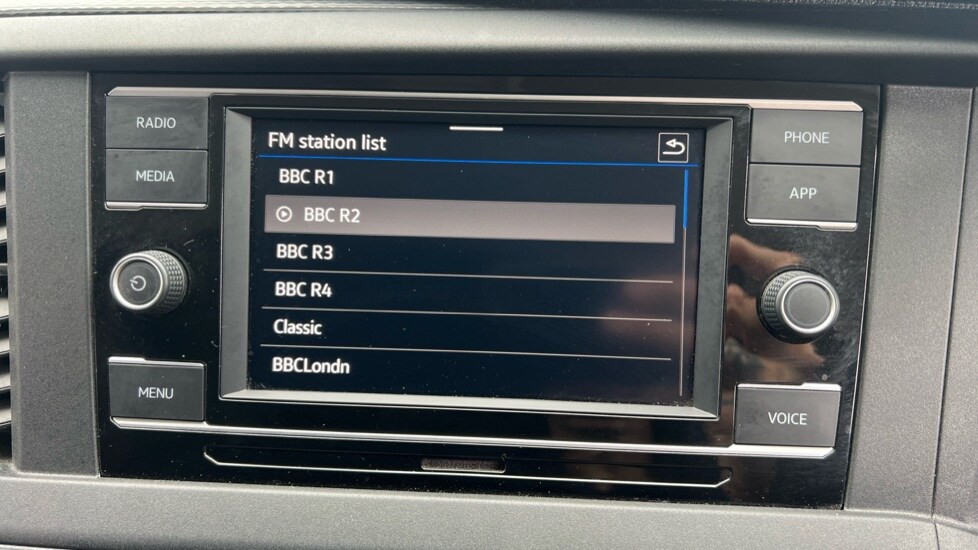 RADIO
MEDIA
MENU
FM station list
BBC R1
BBC R2
BBC R3
BBC R4
Classic
BBCLondn
PHONE
APP
VOICE